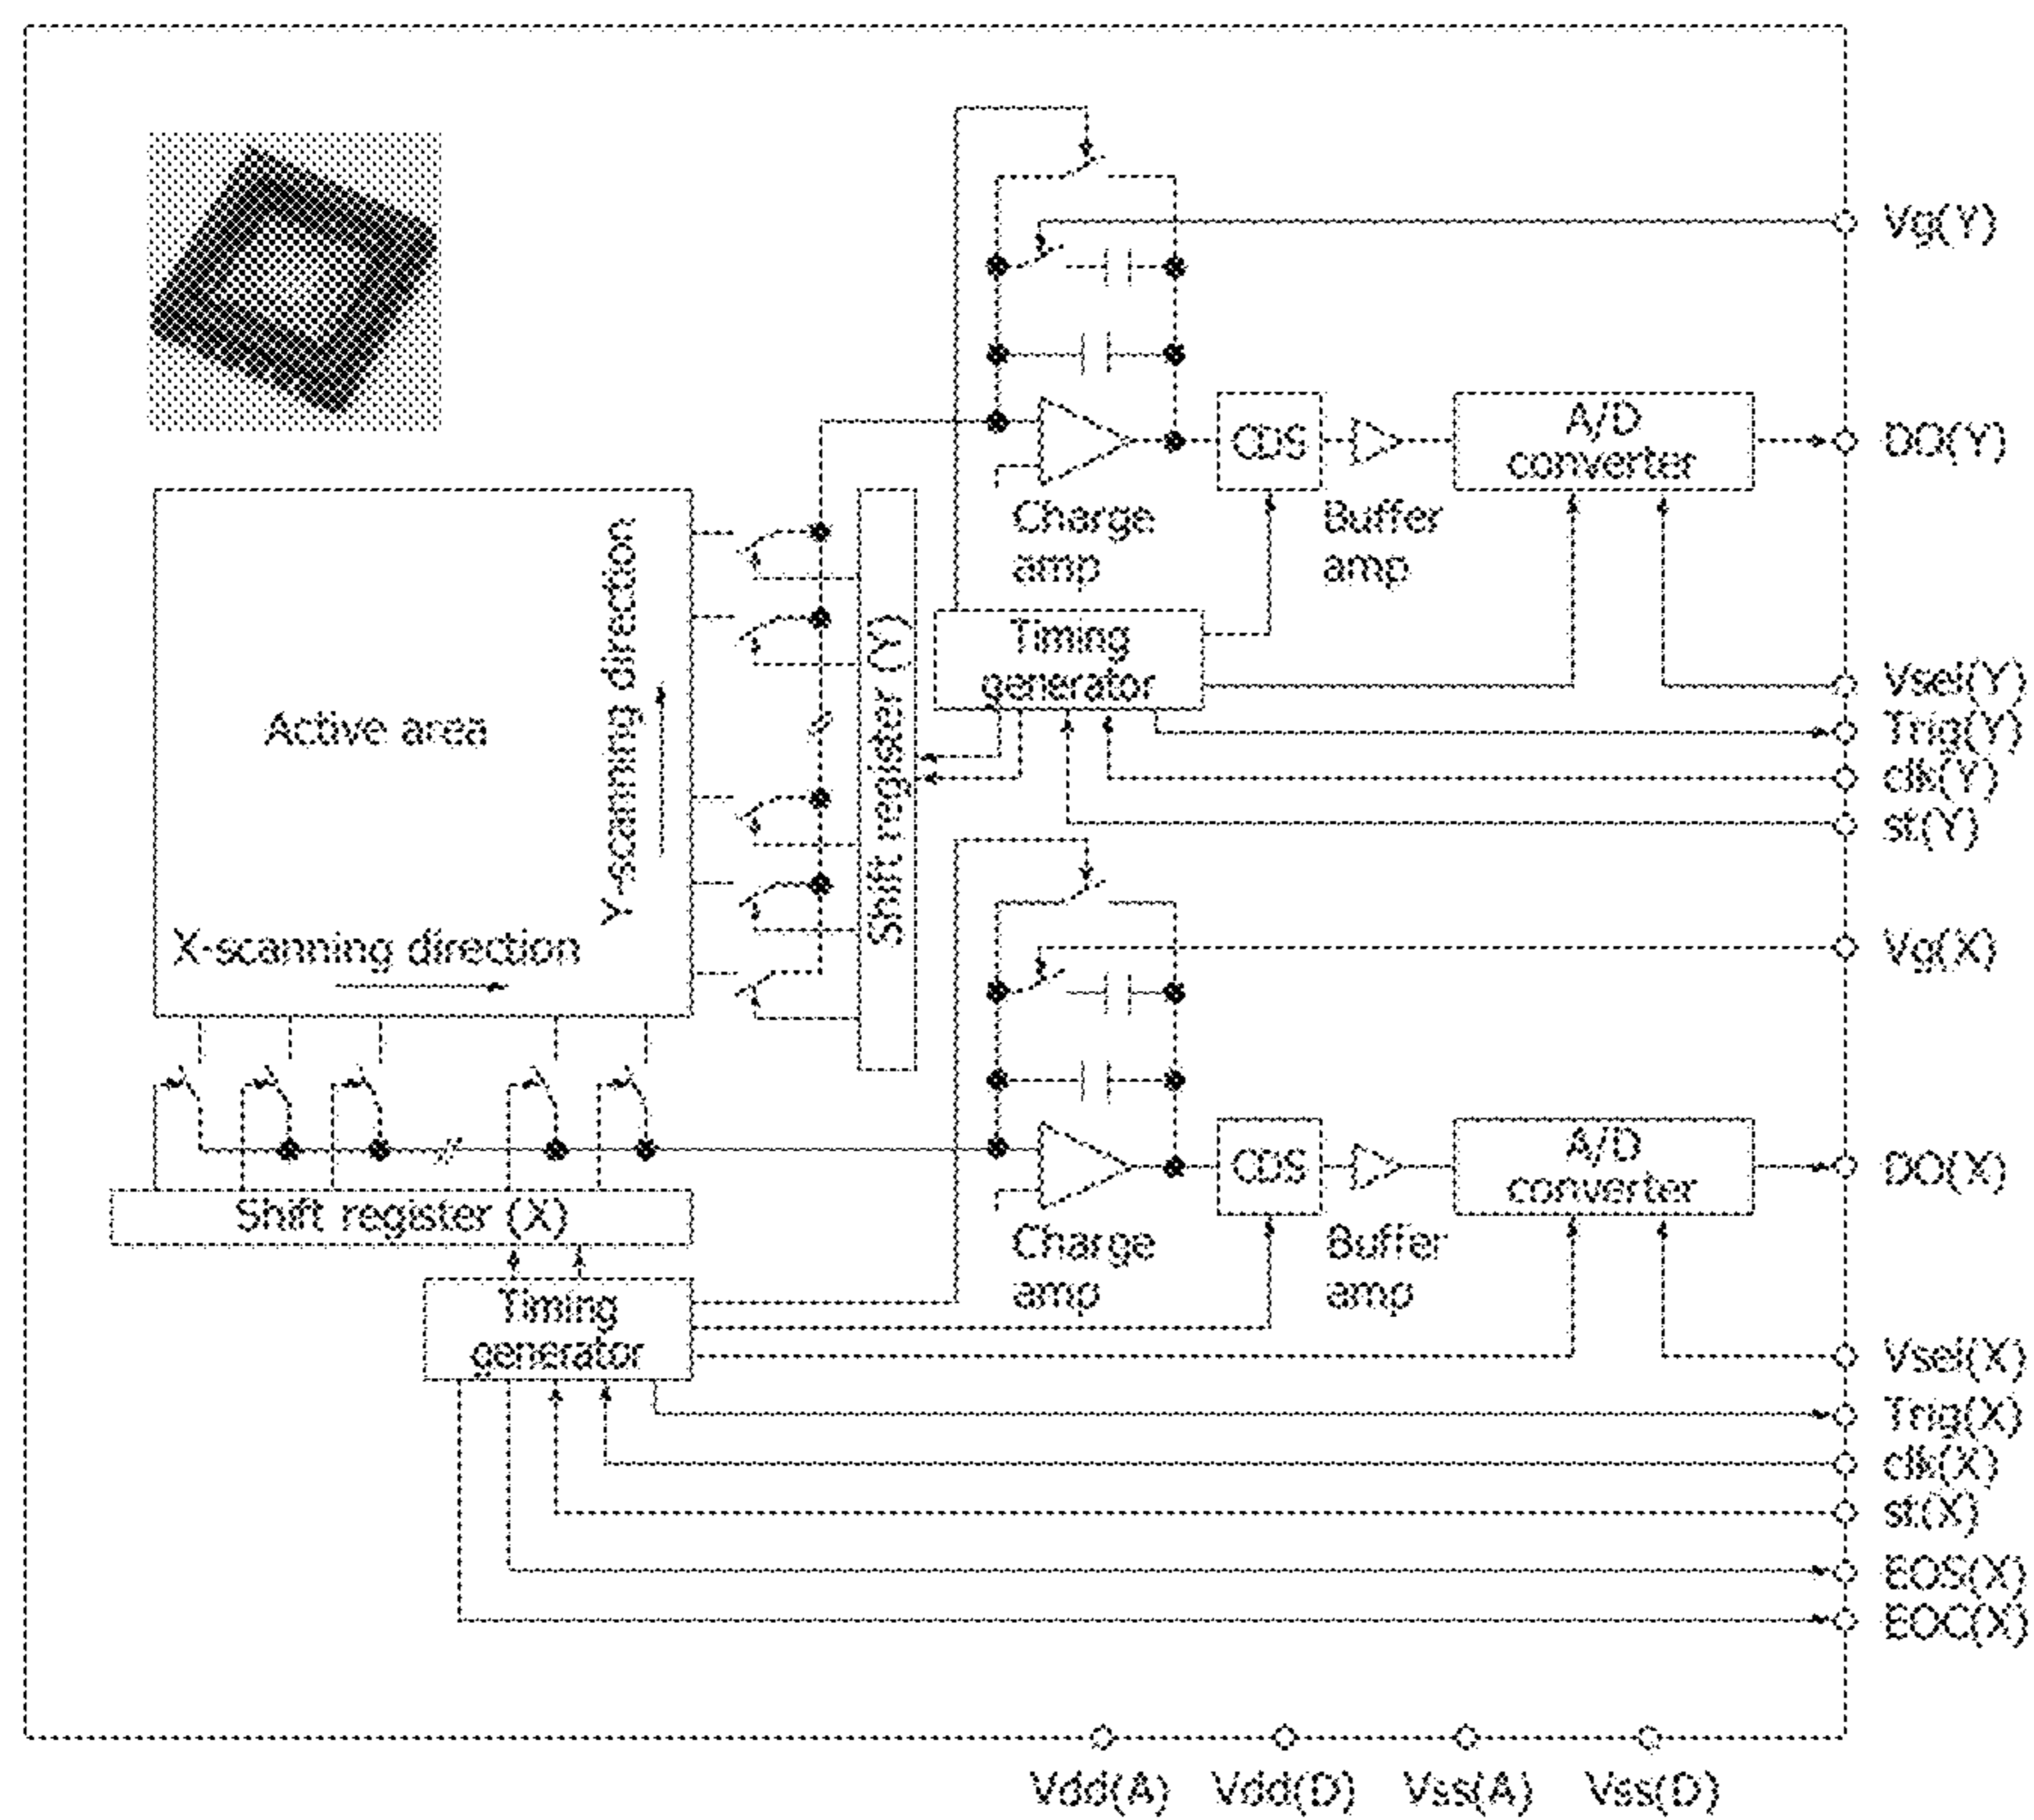 Vg(Y)
A/D
converter
CDS
DO(Y)
Charge
amp
Buffer
amp
Timing
generator
Vsel(Y)
Trig(Y)
clk(Y)
st(Y)
Active area
Y-scanning direction
Shift register (Y)
X-scanning direction
Vg(X)
A/D
converter
CDS
DO(X)
Shift register (X)
Charge
amp
Buffer
amp
Timing
generator
Vsel(X)
Trig(X)
clk(X)
st(X)
EOS(X)
EOC(X)
Vdd(A) Vdd(D) Vss(A) Vss(D)